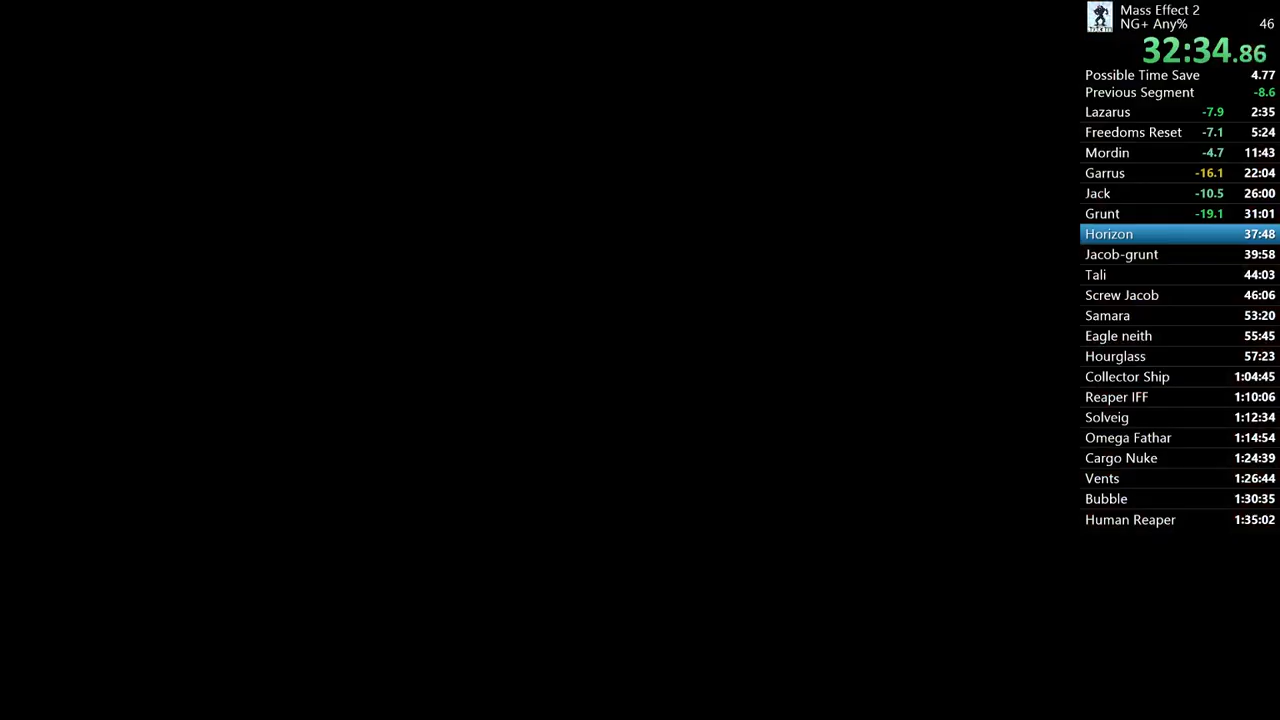 Mass Effect 2
NG+ Any% 46
32:34.86
Possible Time Save 4.77
Previous Segment -8.6
Lazarus -7.9 2:35
Freedoms Reset -7.1 5:24
Mordin -4.7 11:43
Garrus -16.1 22:04
Jack -10.5 26:00
Grunt -19.1 31:01
Horizon 37:48
Jacob-grunt 39:58
Tali 44:03
Screw Jacob 46:06
Samara 53:20
Eagle neith 55:45
Hourglass 57:23
Collector Ship 1:04:45
Reaper IFF 1:10:06
Solveig 1:12:34
Omega Fathar 1:14:54
Cargo Nuke 1:24:39
Vents 1:26:44
Bubble 1:30:35
Human Reaper 1:35:02